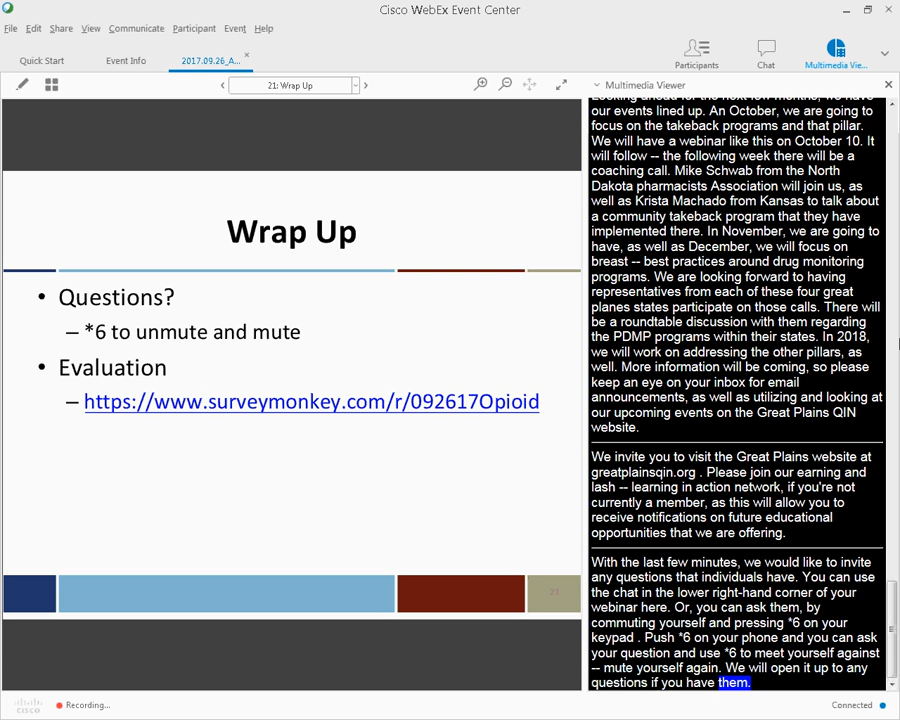 Cisco WebEx Event Center
File Edit Share View Communicate Participant Event Help
Quick Start Event Info 2017.09.26_A...
Participants Chat Multimedia Vie...
21: Wrap Up
Multimedia Viewer
Wrap Up
• Questions?
– *6 to unmute and mute
• Evaluation
– https://www.surveymonkey.com/r/092617Opioid
21
Looking ahead for the next few months, we have
our events lined up. An October, we are going to
focus on the takeback programs and that pillar.
We will have a webinar like this on October 10. It
will follow -- the following week there will be a
coaching call. Mike Schwab from the North
Dakota pharmacists Association will join us, as
well as Krista Machado from Kansas to talk about
a community takeback program that they have
implemented there. In November, we are going to
have, as well as December, we will focus on
breast -- best practices around drug monitoring
programs. We are looking forward to having
representatives from each of these four great
planes states participate on those calls. There will
be a roundtable discussion with them regarding
the PDMP programs within their states. In 2018,
we will work on addressing the other pillars, as
well. More information will be coming, so please
keep an eye on your inbox for email
announcements, as well as utilizing and looking at
our upcoming events on the Great Plains QIN
website.
We invite you to visit the Great Plains website at
greatplainsqin.org . Please join our earning and
lash -- learning in action network, if you're not
currently a member, as this will allow you to
receive notifications on future educational
opportunities that we are offering.
With the last few minutes, we would like to invite
any questions that individuals have. You can use
the chat in the lower right-hand corner of your
webinar here. Or, you can ask them, by
commuting yourself and pressing *6 on your
keypad . Push *6 on your phone and you can ask
your question and use *6 to meet yourself against
-- mute yourself again. We will open it up to any
questions if you have them.
cisco Recording... Connected